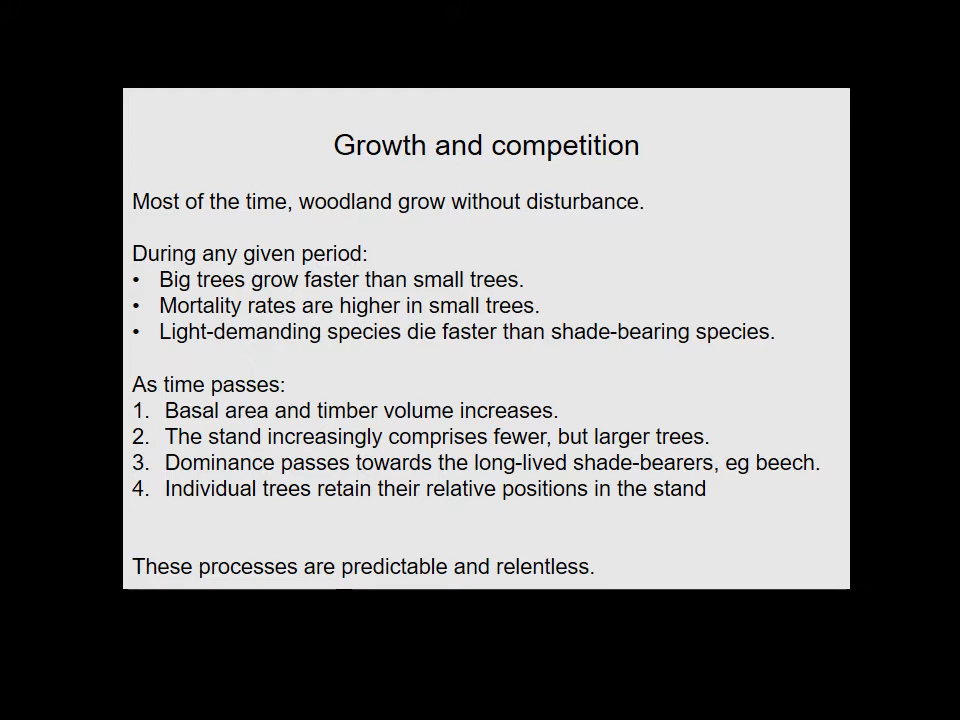 Growth and competition
Most of the time, woodland grow without disturbance.
During any given period:
• Big trees grow faster than small trees.
• Mortality rates are higher in small trees.
• Light-demanding species die faster than shade-bearing species.
As time passes:
1. Basal area and timber volume increases.
2. The stand increasingly comprises fewer, but larger trees.
3. Dominance passes towards the long-lived shade-bearers, eg beech.
4. Individual trees retain their relative positions in the stand
These processes are predictable and relentless.